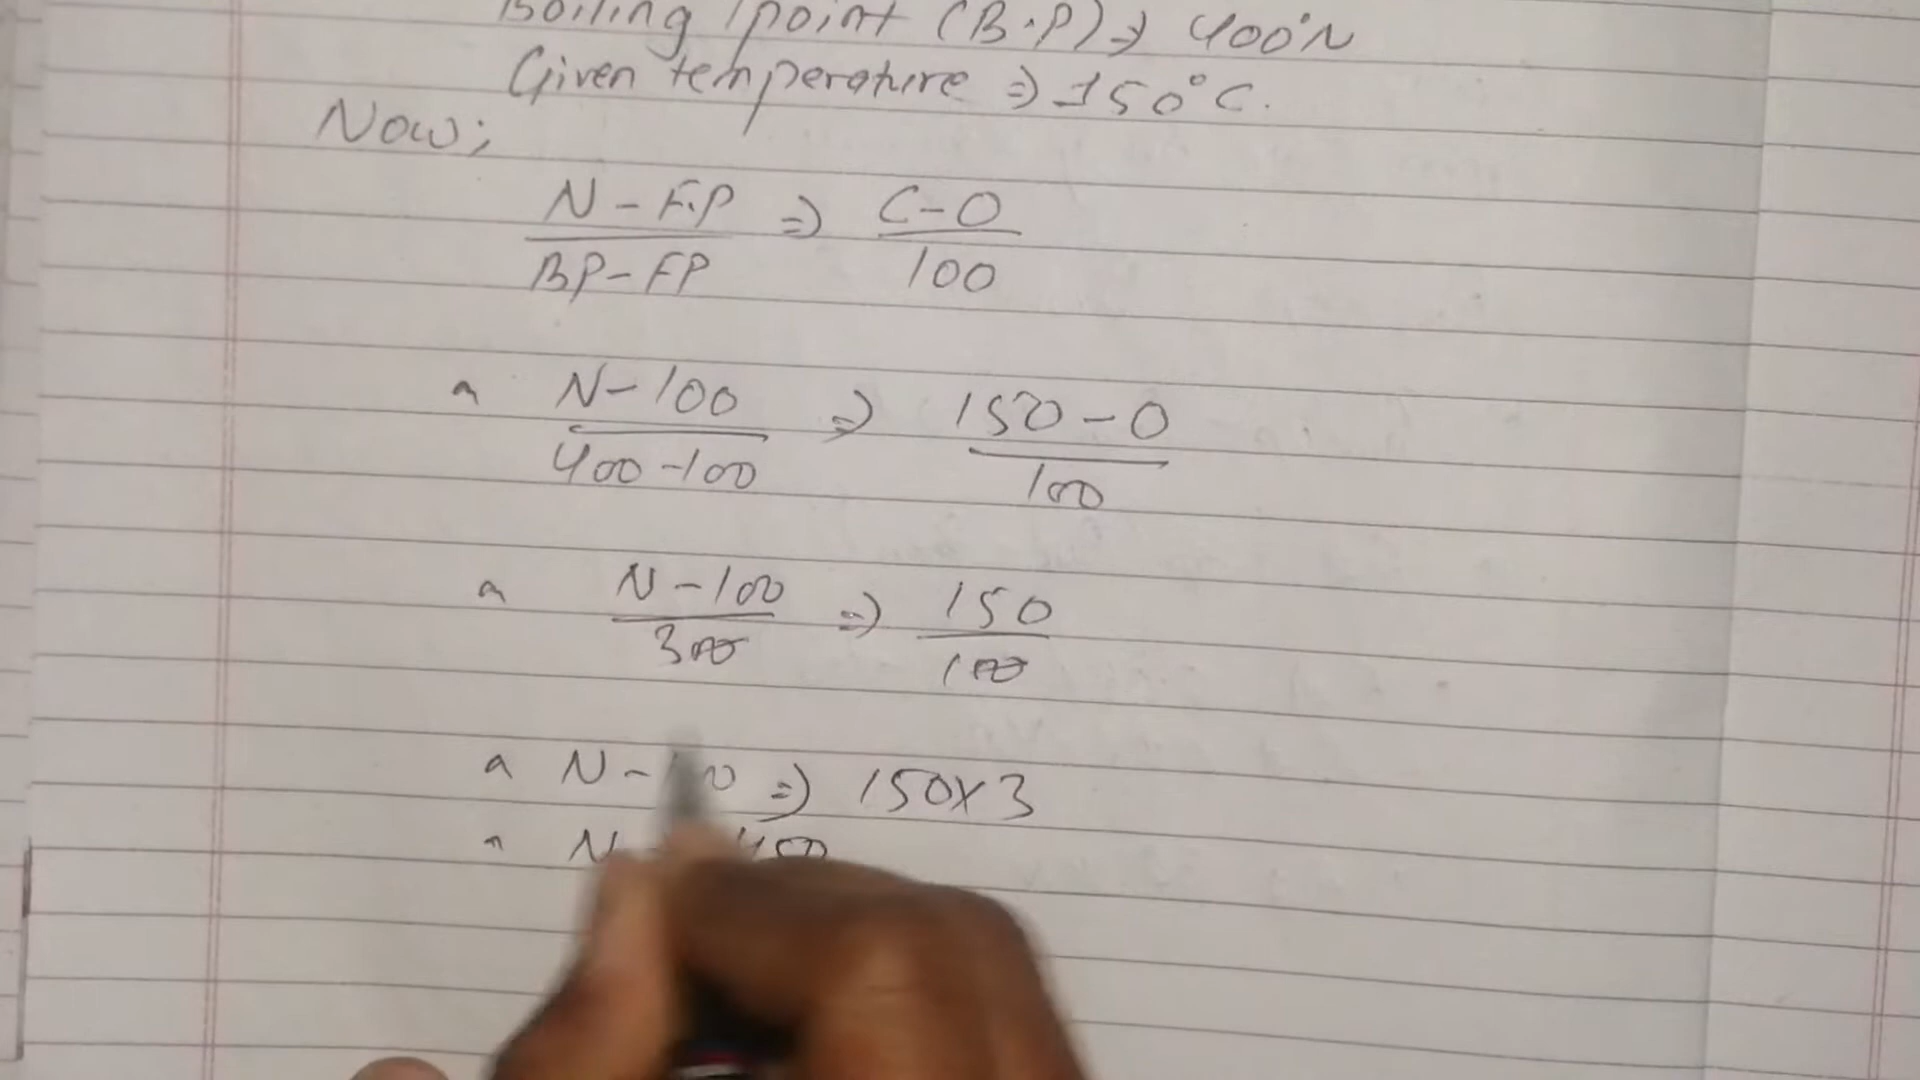 Boiling point (B.P) ⇒ 400°N
Given temperature ⇒ 150°C.
Now;
N - F.P / BP - FP ⇒ C - O / 100
N - 100 / 400 - 100 ⇒ 150 - 0 / 100
N - 100 / 300 ⇒ 150 / 100
N - ⇒ 150 x 3
N 450